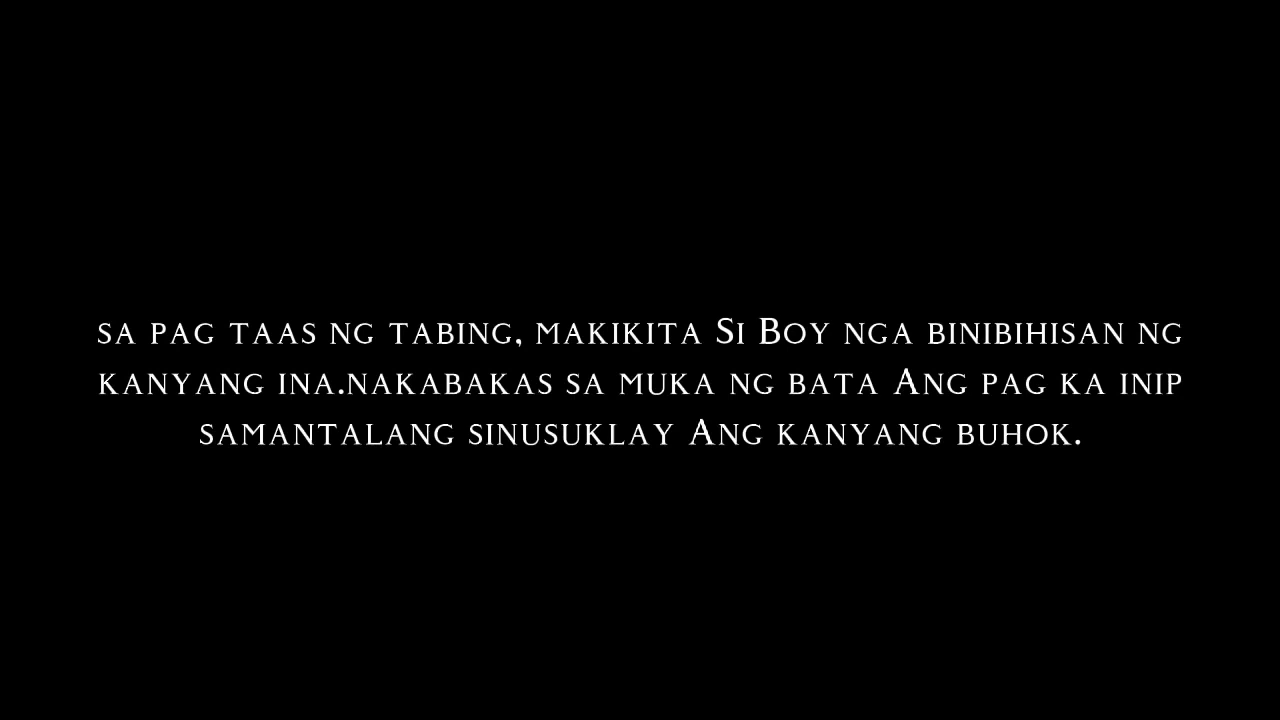 sa pag taas ng tabing, makikita Si Boy nga binibihisan ng
kanyang ina.nakabakas sa muka ng bata Ang pag ka inip
samantalang sinusuklay Ang kanyang buhok.